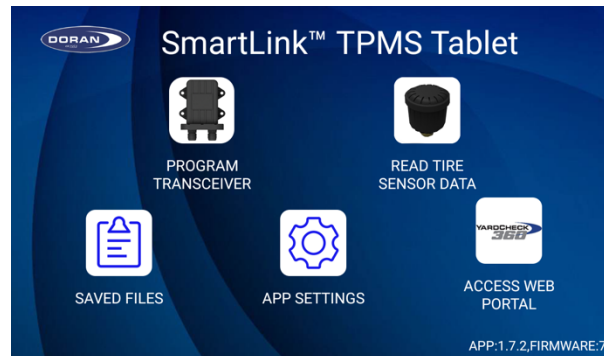 DORAN
SmartLink™ TPMS Tablet
PROGRAM
TRANSCEIVER
READ TIRE
SENSOR DATA
SAVED FILES
APP SETTINGS
YARDCHECK
360
ACCESS WEB
PORTAL
APP:1.7.2,FIRMWARE:7